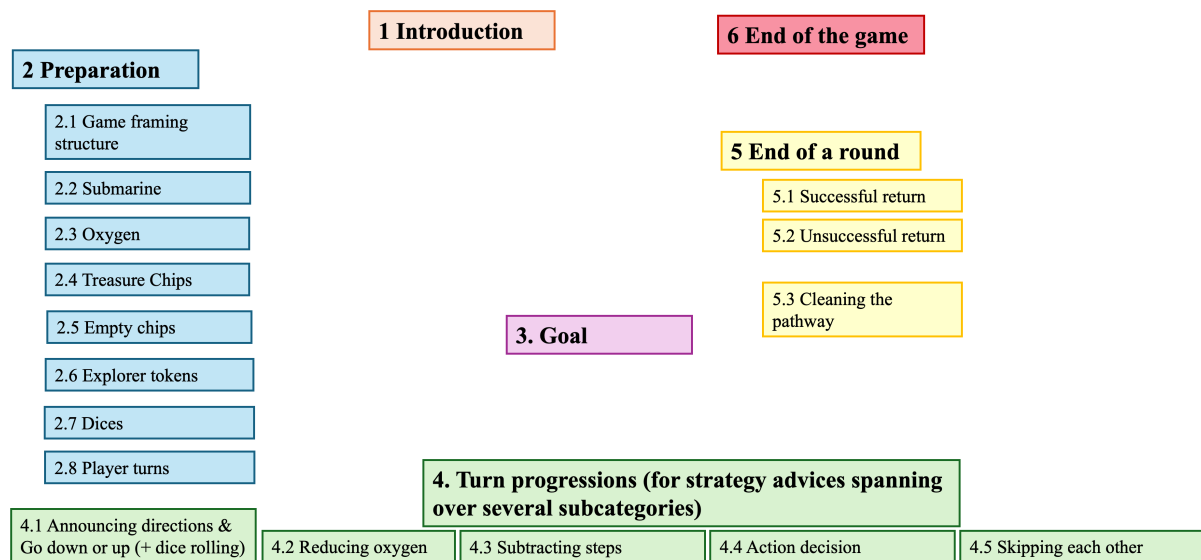 1 Introduction
6 End of the game
2 Preparation
2.1 Game framing
structure
2.2 Submarine
2.3 Oxygen
2.4 Treasure Chips
2.5 Empty chips
2.6 Explorer tokens
2.7 Dices
2.8 Player turns
5 End of a round
5.1 Successful return
5.2 Unsuccessful return
5.3 Cleaning the
pathway
3. Goal
4. Turn progressions (for strategy advices spanning
over several subcategories)
4.1 Announcing directions &
Go down or up (+ dice rolling)
4.2 Reducing oxygen
4.3 Subtracting steps
4.4 Action decision
4.5 Skipping each other